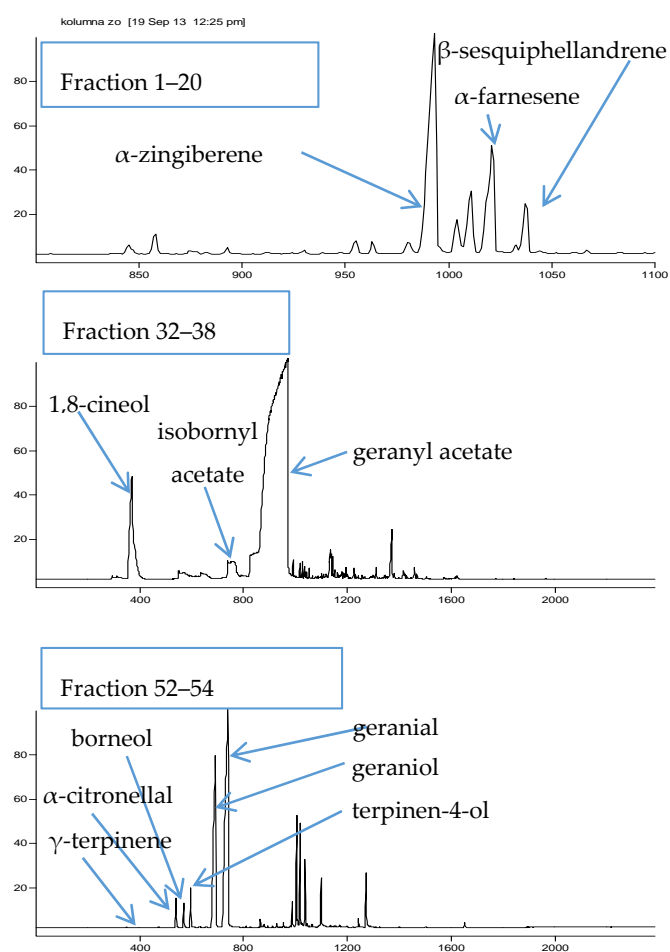 kolumna zo [19 Sep 13 12:25 pm]
Fraction 1–20
β-sesquiphellandrene
α-farnesene
α-zingiberene
80
60
40
20
850 900 950 1000 1050 1100
Fraction 32–38
1,8-cineol
isobornyl
acetate
geranyl acetate
80
60
40
20
400 800 1200 1600 2000
Fraction 52–54
borneol
geranial
geraniol
α-citronellal
terpinen-4-ol
γ-terpinene
80
60
40
20
400 800 1200 1600 2000